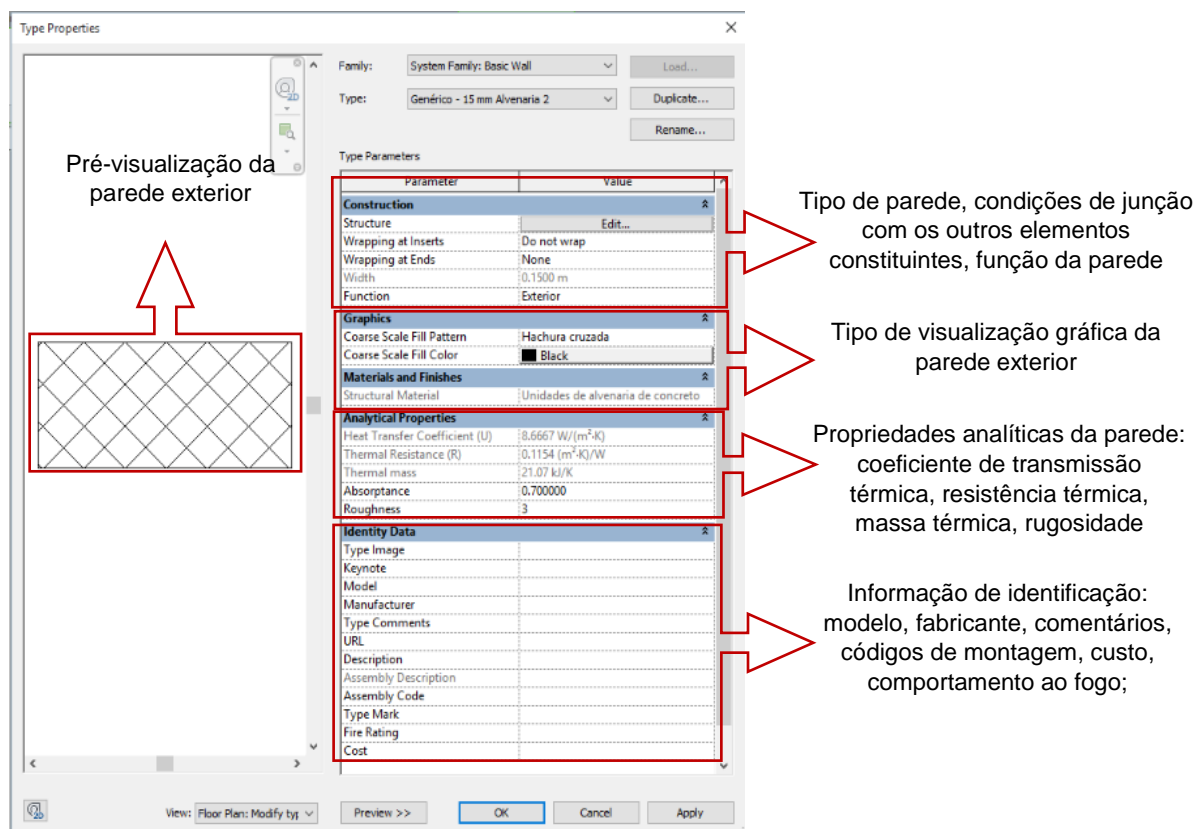 Type Properties
Family: System Family: Basic Wall Load...
Type: Genérico - 15 mm Alvenaria 2 Duplicate...
Rename...
Type Parameters
Parameter Value
Construction
Structure Edit...
Wrapping at Inserts Do not wrap
Wrapping at Ends None
Width 0.1500 m
Function Exterior
Graphics
Coarse Scale Fill Pattern Hachura cruzada
Coarse Scale Fill Color Black
Materials and Finishes
Structural Material Unidades de alvenaria de concreto
Analytical Properties
Heat Transfer Coefficient (U) 8.6667 W/(m²·K)
Thermal Resistance (R) 0.1154 (m²·K)/W
Thermal mass 21.07 kJ/K
Absorptance 0.700000
Roughness 3
Identity Data
Type Image
Keynote
Model
Manufacturer
Type Comments
URL
Description
Assembly Description
Assembly Code
Type Mark
Fire Rating
Cost
View: Floor Plan: Modify typ Preview >> OK Cancel Apply
2D
2D
Pré-visualização da
parede exterior
Tipo de parede, condições de junção
com os outros elementos
constituintes, função da parede
Tipo de visualização gráfica da
parede exterior
Propriedades analíticas da parede:
coeficiente de transmissão
térmica, resistência térmica,
massa térmica, rugosidade
Informação de identificação:
modelo, fabricante, comentários,
códigos de montagem, custo,
comportamento ao fogo;